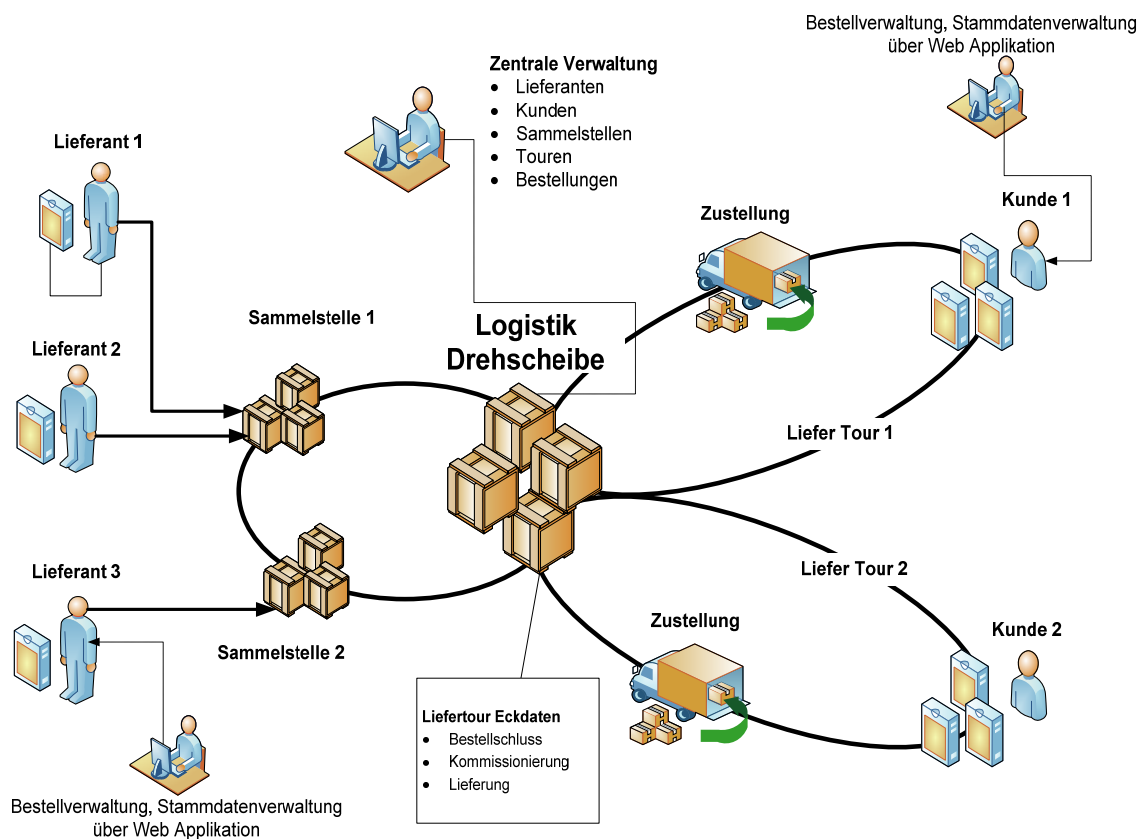 Bestellverwaltung, Stammdatenverwaltung
über Web Applikation
Zentrale Verwaltung
• Lieferanten
• Kunden
• Sammelstellen
• Touren
• Bestellungen
Lieferant 1
Kunde 1
Zustellung
Sammelstelle 1
Logistik
Drehscheibe
Lieferant 2
Liefer Tour 1
Lieferant 3
Liefer Tour 2
Sammelstelle 2
Zustellung
Kunde 2
Liefertour Eckdaten
• Bestellschluss
• Kommissionierung
• Lieferung
Bestellverwaltung, Stammdatenverwaltung
über Web Applikation